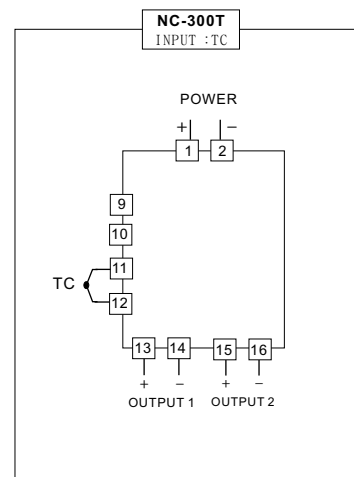 NC-300T
INPUT :TC
POWER
+ −
1 2
9
10
11
TC
12
13 14 15 16
+ − + −
OUTPUT 1 OUTPUT 2